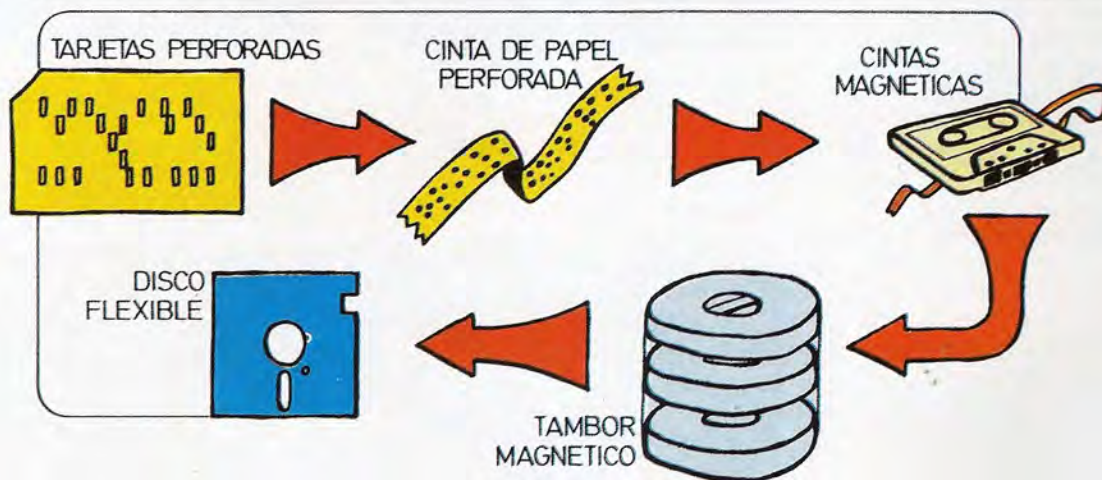 TARJETAS PERFORADAS
CINTA DE PAPEL
PERFORADA
CINTAS
MAGNETICAS
DISCO
FLEXIBLE
TAMBOR
MAGNETICO